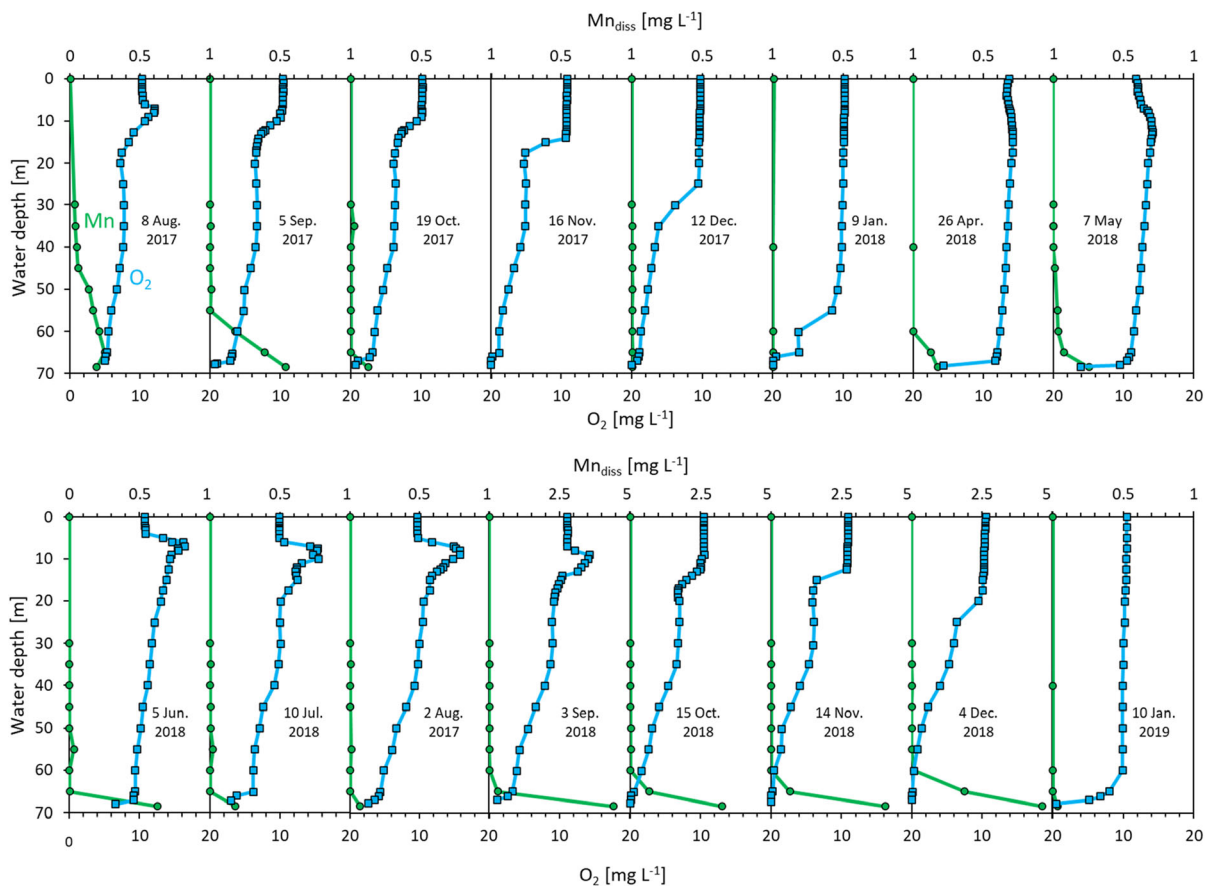 Mn_diss [mg L⁻¹]
0 0.5 1 0.5 1 0.5 1 0.5 1 0.5 1 0.5 1 0.5 1 0.5 1
Water depth [m]
0
10
20
30
40
50
60
70
Mn
O₂
8 Aug.
2017
5 Sep.
2017
19 Oct.
2017
16 Nov.
2017
12 Dec.
2017
9 Jan.
2018
26 Apr.
2018
7 May
2018
0 10 20 10 20 10 20 10 20 10 20 10 20 10 20 10 20
O₂ [mg L⁻¹]
Mn_diss [mg L⁻¹]
0 0.5 1 0.5 1 0.5 1 2.5 5 2.5 5 2.5 5 2.5 5 0.5 1
Water depth [m]
0
10
20
30
40
50
60
70
5 Jun.
2018
10 Jul.
2018
2 Aug.
2017
3 Sep.
2018
15 Oct.
2018
14 Nov.
2018
4 Dec.
2018
10 Jan.
2019
0 10 20 10 20 10 20 10 20 10 20 10 20 10 20 10 20
O₂ [mg L⁻¹]